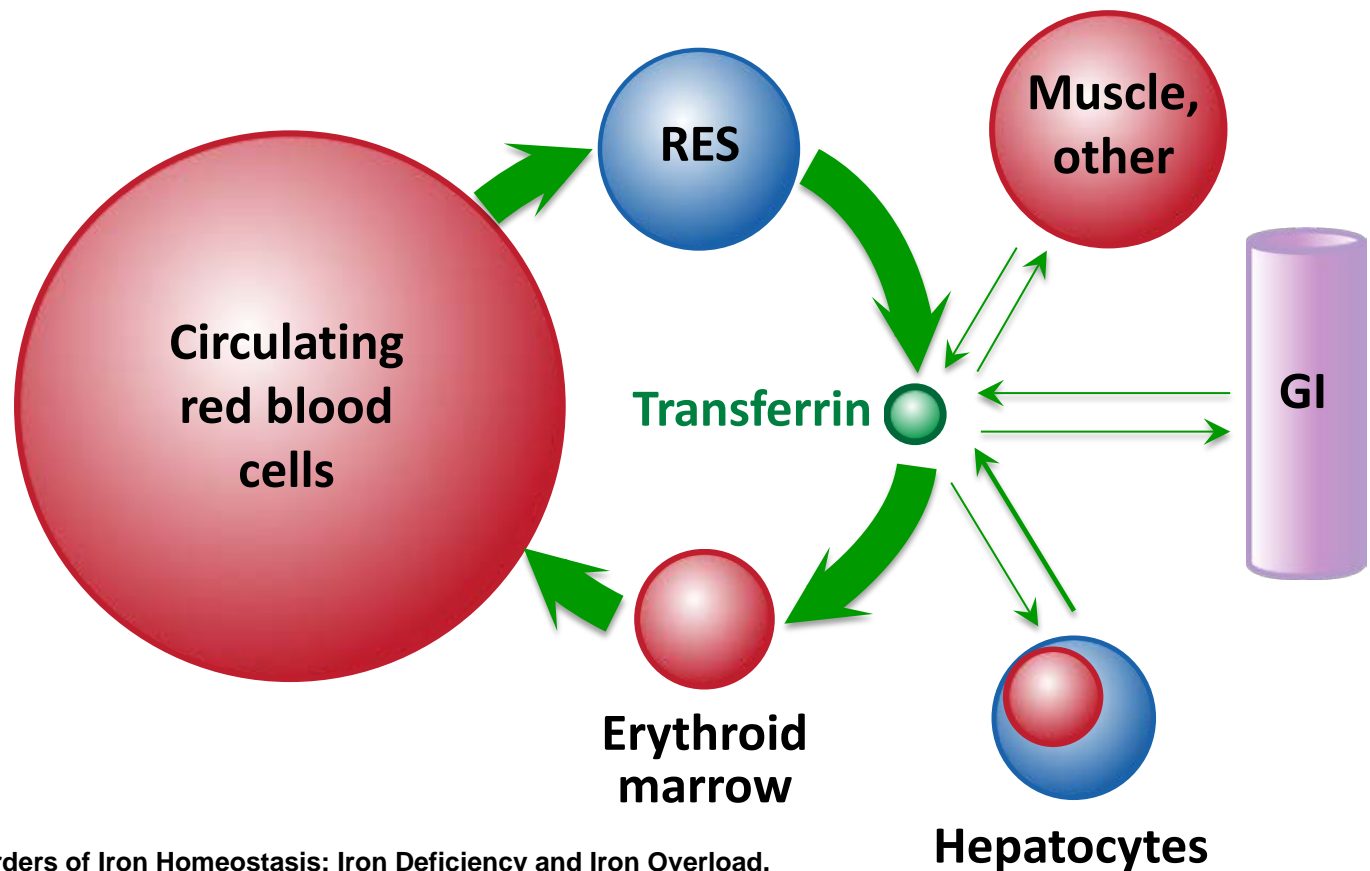 RES
Muscle,
other
Circulating
red blood
cells
Transferrin
GI
Erythroid
marrow
Hepatocytes
rders of Iron Homeostasis: Iron Deficiency and Iron Overload.